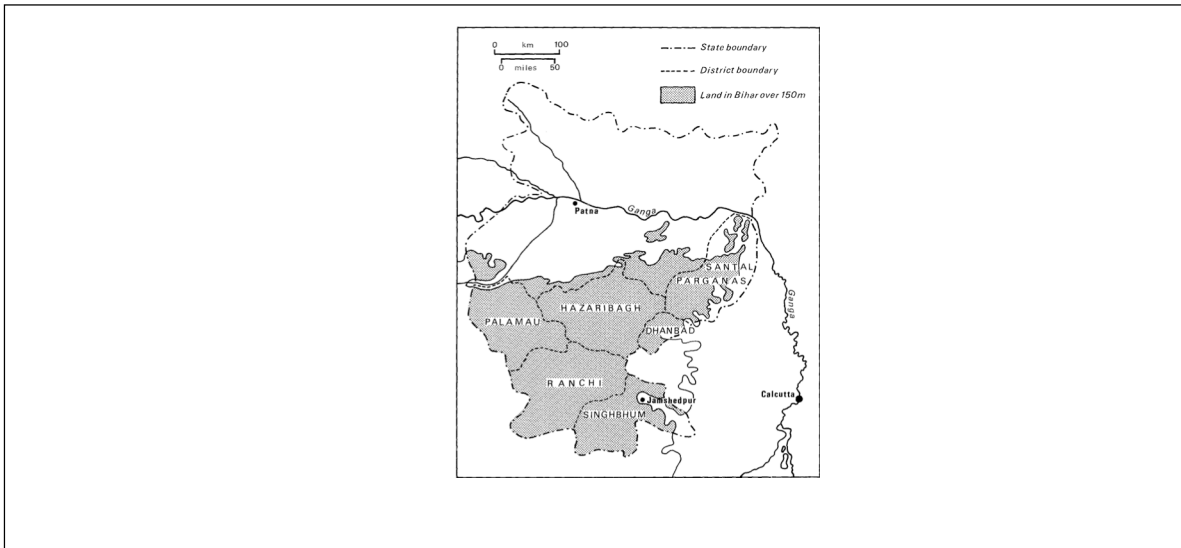 0 km 100
0 miles 50
State boundary
District boundary
Land in Bihar over 150m
Patna
Ganga
SANTAL
PARGANAS
Ganga
HAZARIBAGH
PALAMAU
DHANBAD
RANCHI
Jamshedpur
Calcutta
SINGHBHUM